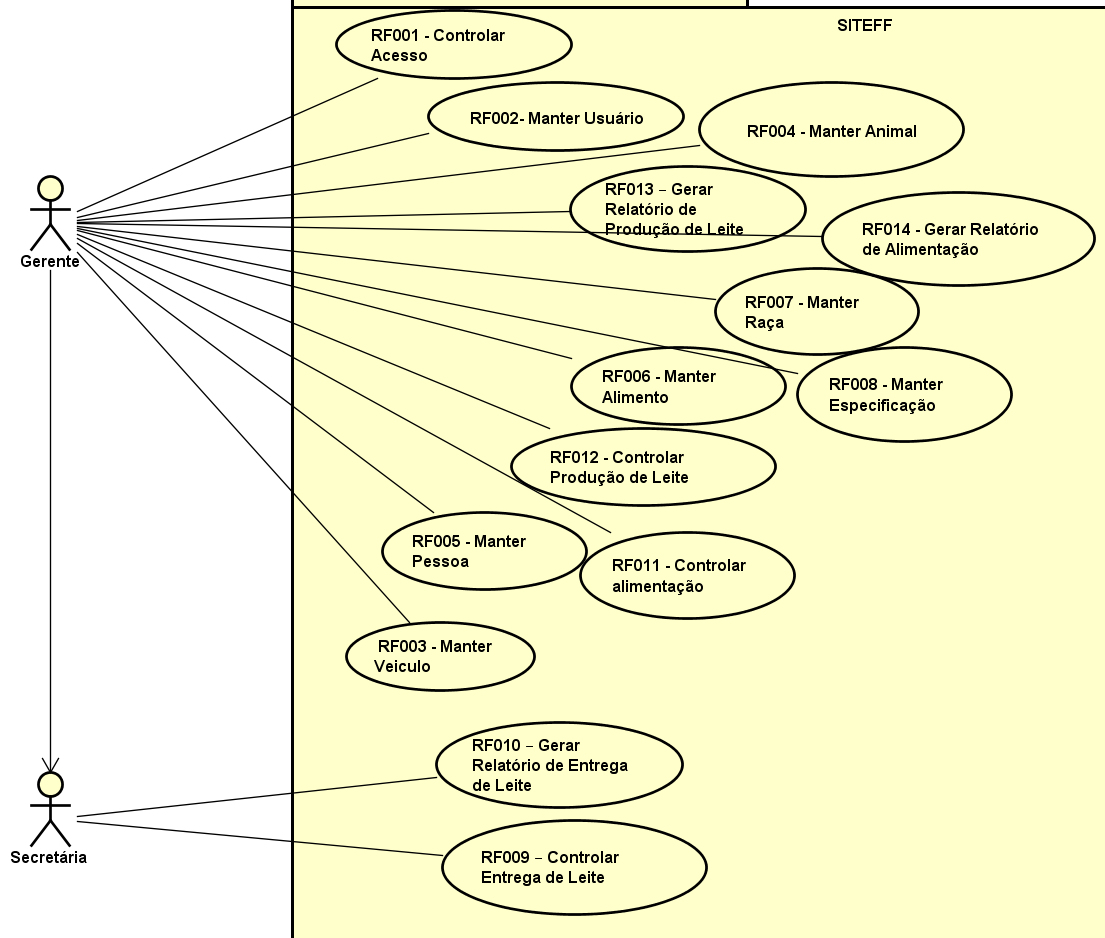 SITEFF
RF001 - Controlar
Acesso
RF002- Manter Usuário
RF004 - Manter Animal
RF013 – Gerar
Relatório de
Produção de Leite
RF014 - Gerar Relatório
de Alimentação
Gerente
RF007 - Manter
Raça
RF006 - Manter
Alimento
RF008 - Manter
Especificação
RF012 - Controlar
Produção de Leite
RF005 - Manter
Pessoa
RF011 - Controlar
alimentação
RF003 - Manter
Veiculo
RF010 – Gerar
Relatório de Entrega
de Leite
Secretária
RF009 – Controlar
Entrega de Leite